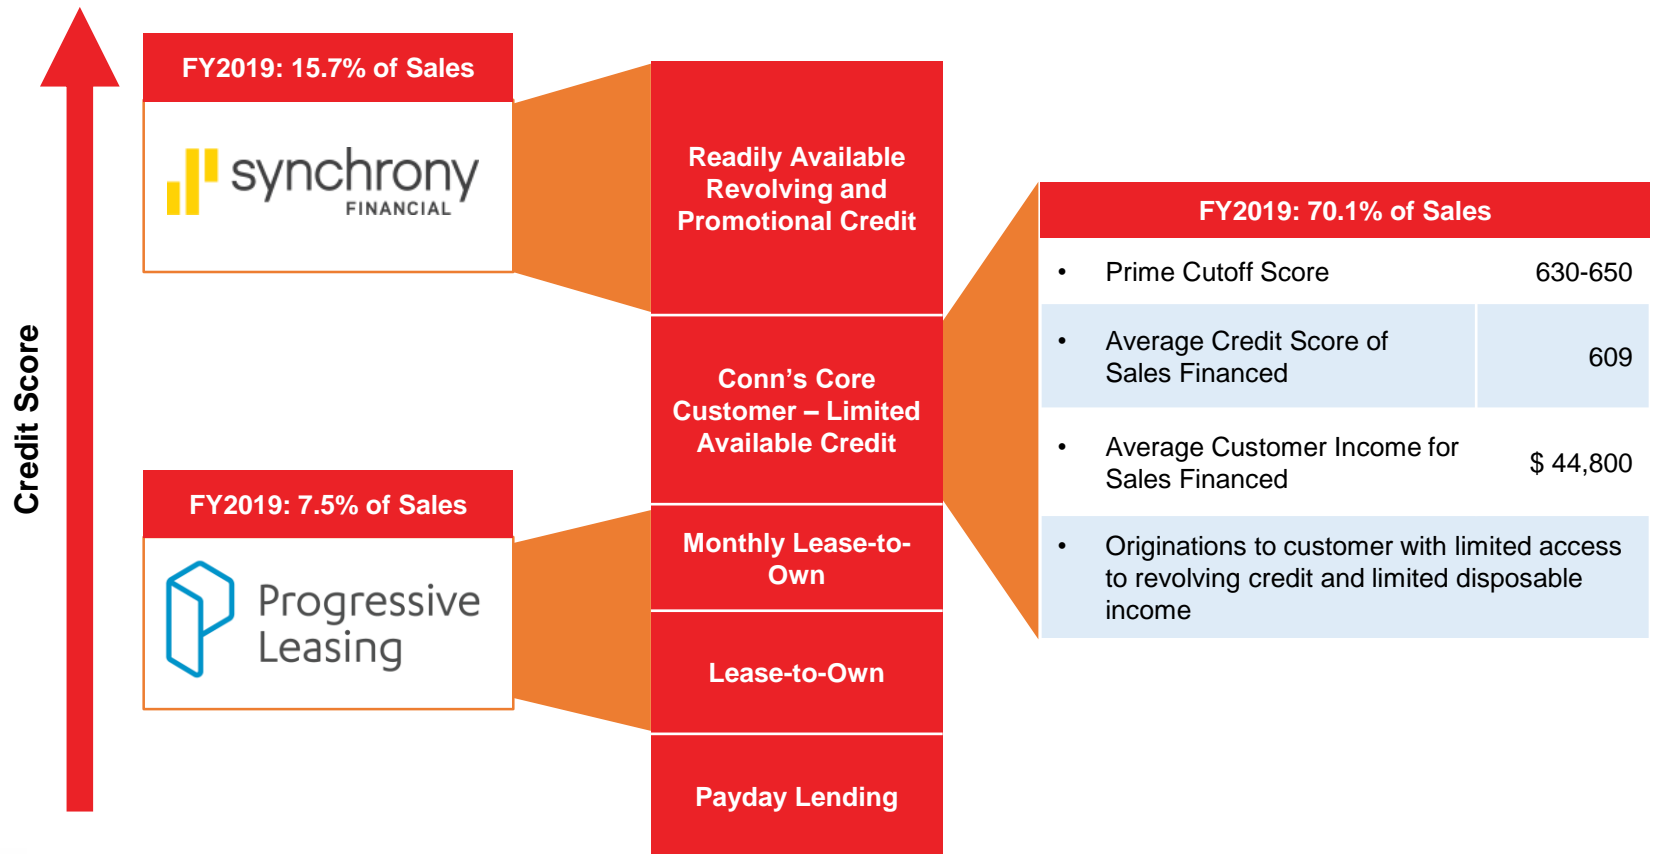 Credit Score
FY2019: 15.7% of Sales
synchrony
FINANCIAL
FY2019: 7.5% of Sales
Progressive
Leasing
Readily Available
Revolving and
Promotional Credit
Conn’s Core
Customer – Limited
Available Credit
Monthly Lease-to-
Own
Lease-to-Own
Payday Lending
FY2019: 70.1% of Sales
• Prime Cutoff Score 630-650
• Average Credit Score of
Sales Financed 609
• Average Customer Income for
Sales Financed $ 44,800
• Originations to customer with limited access
to revolving credit and limited disposable
income